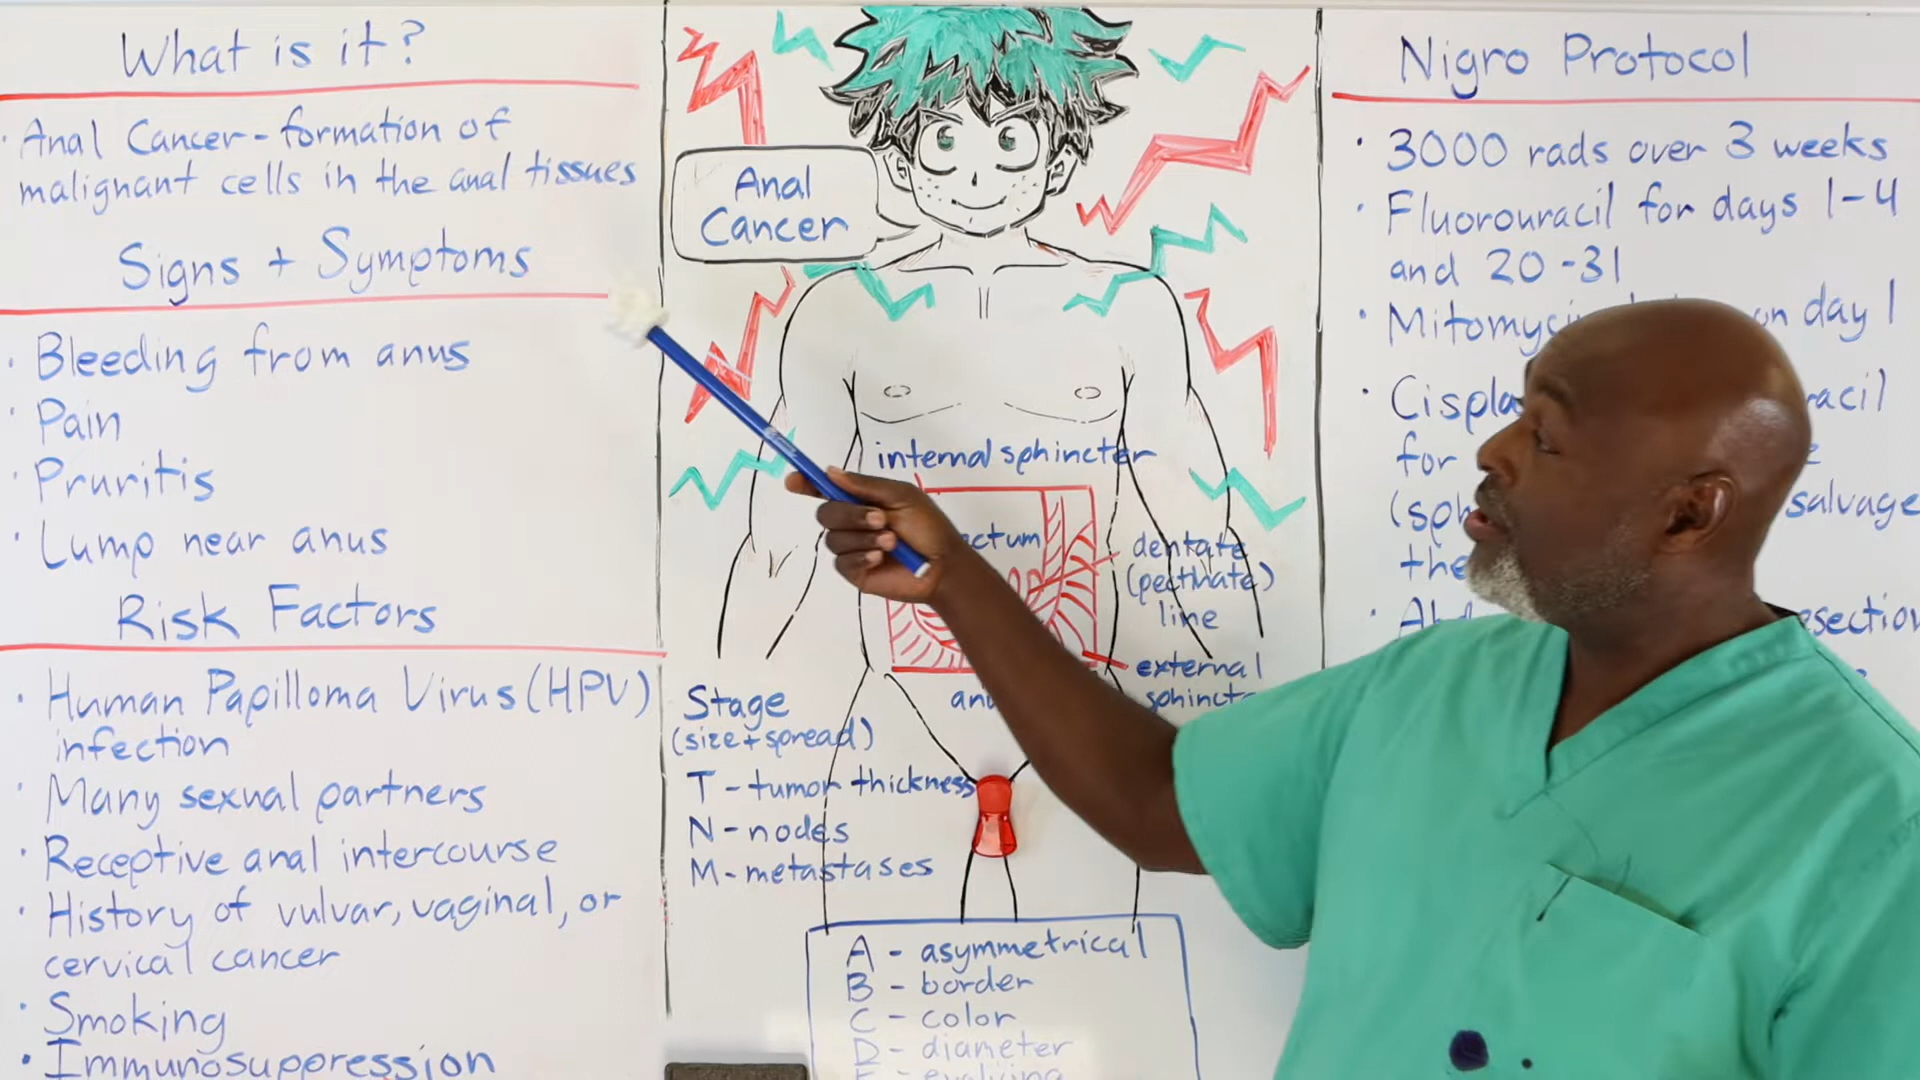 What is it?
· Anal Cancer - formation of
malignant cells in the anal tissues
Signs + Symptoms
· Bleeding from anus
· Pain
· Pruritis
· Lump near anus
Risk Factors
· Human Papilloma Virus (HPV)
infection
· Many sexual partners
· Receptive anal intercourse
· History of vulvar, vaginal, or
cervical cancer
· Smoking
· Immunosuppression
Anal
Cancer
internal sphincter
dentate
(pectinate)
line
external
Stage
(size + spread)
T - tumor thickness
N - nodes
M - metastases
A - asymmetrical
B - border
C - color
D - diameter
Nigro Protocol
· 3000 rads over 3 weeks
· Fluorouracil for days 1-4
and 20-31
· on day 1
·
for
salvage